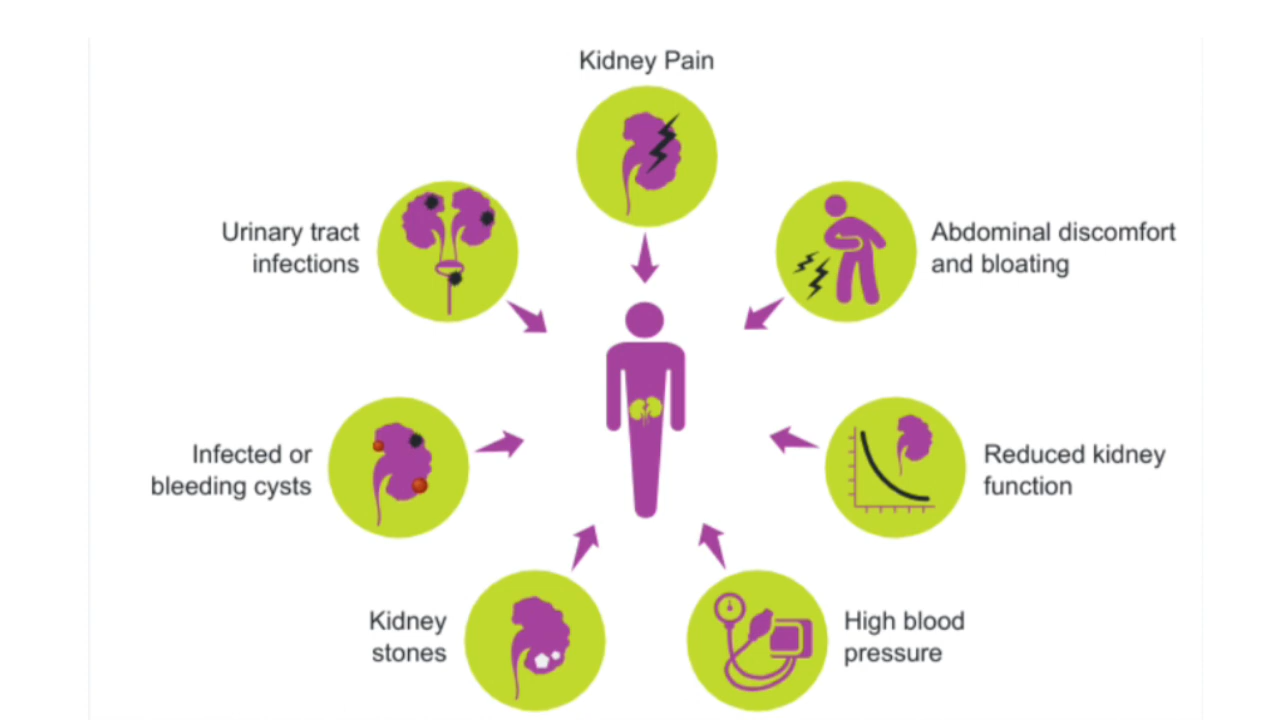 Kidney Pain
Urinary tract
infections
Abdominal discomfort
and bloating
Infected or
bleeding cysts
Reduced kidney
function
Kidney
stones
High blood
pressure